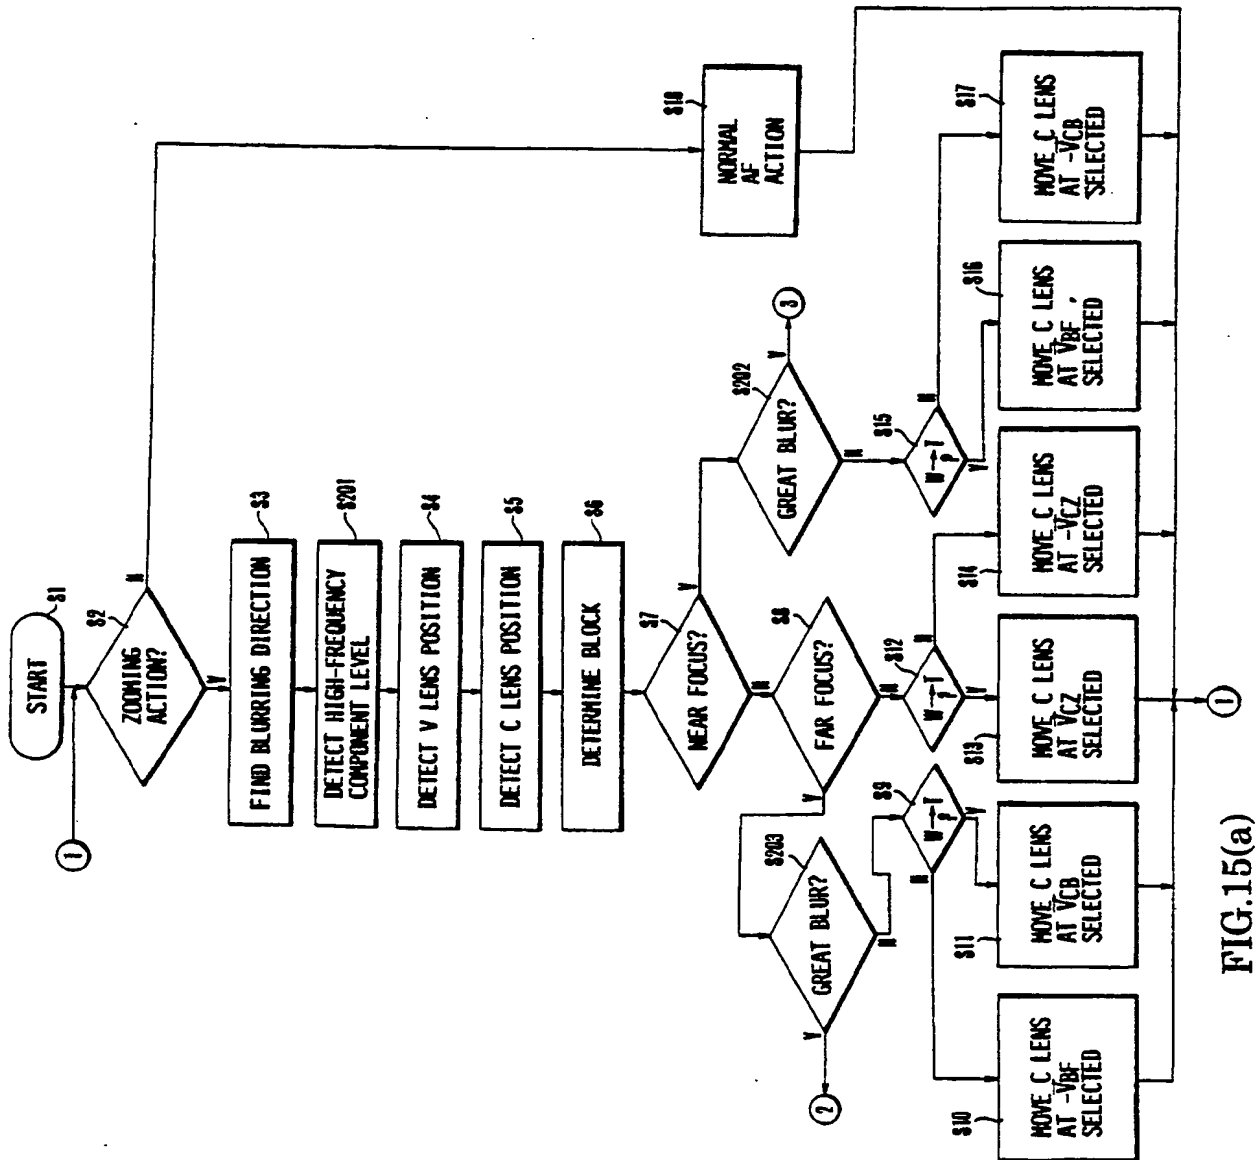 START
S1
1
S2
ZOOMING
ACTION?
N
Y
S3
FIND BLURRING DIRECTION
S201
DETECT HIGH-FREQUENCY
COMPONENT LEVEL
S4
DETECT V LENS POSITION
S5
DETECT C LENS POSITION
S6
DETERMINE BLOCK
S7
NEAR FOCUS?
Y
N
S8
FAR FOCUS?
Y
N
S202
GREAT BLUR?
Y
3
N
S203
GREAT BLUR?
Y
2
N
S18
NORMAL
AF
ACTION
S9
W→T
?
N
Y
S12
W→T
?
N
Y
S15
W→T
?
N
Y
S10
MOVE C LENS
AT -VBF
SELECTED
S11
MOVE C LENS
AT VCB
SELECTED
S13
MOVE C LENS
AT VCZ
SELECTED
S14
MOVE C LENS
AT -VCZ
SELECTED
S16
MOVE C LENS
AT VBF ,
SELECTED
S17
MOVE C LENS
AT -VCB
SELECTED
1
FIG.15(a)